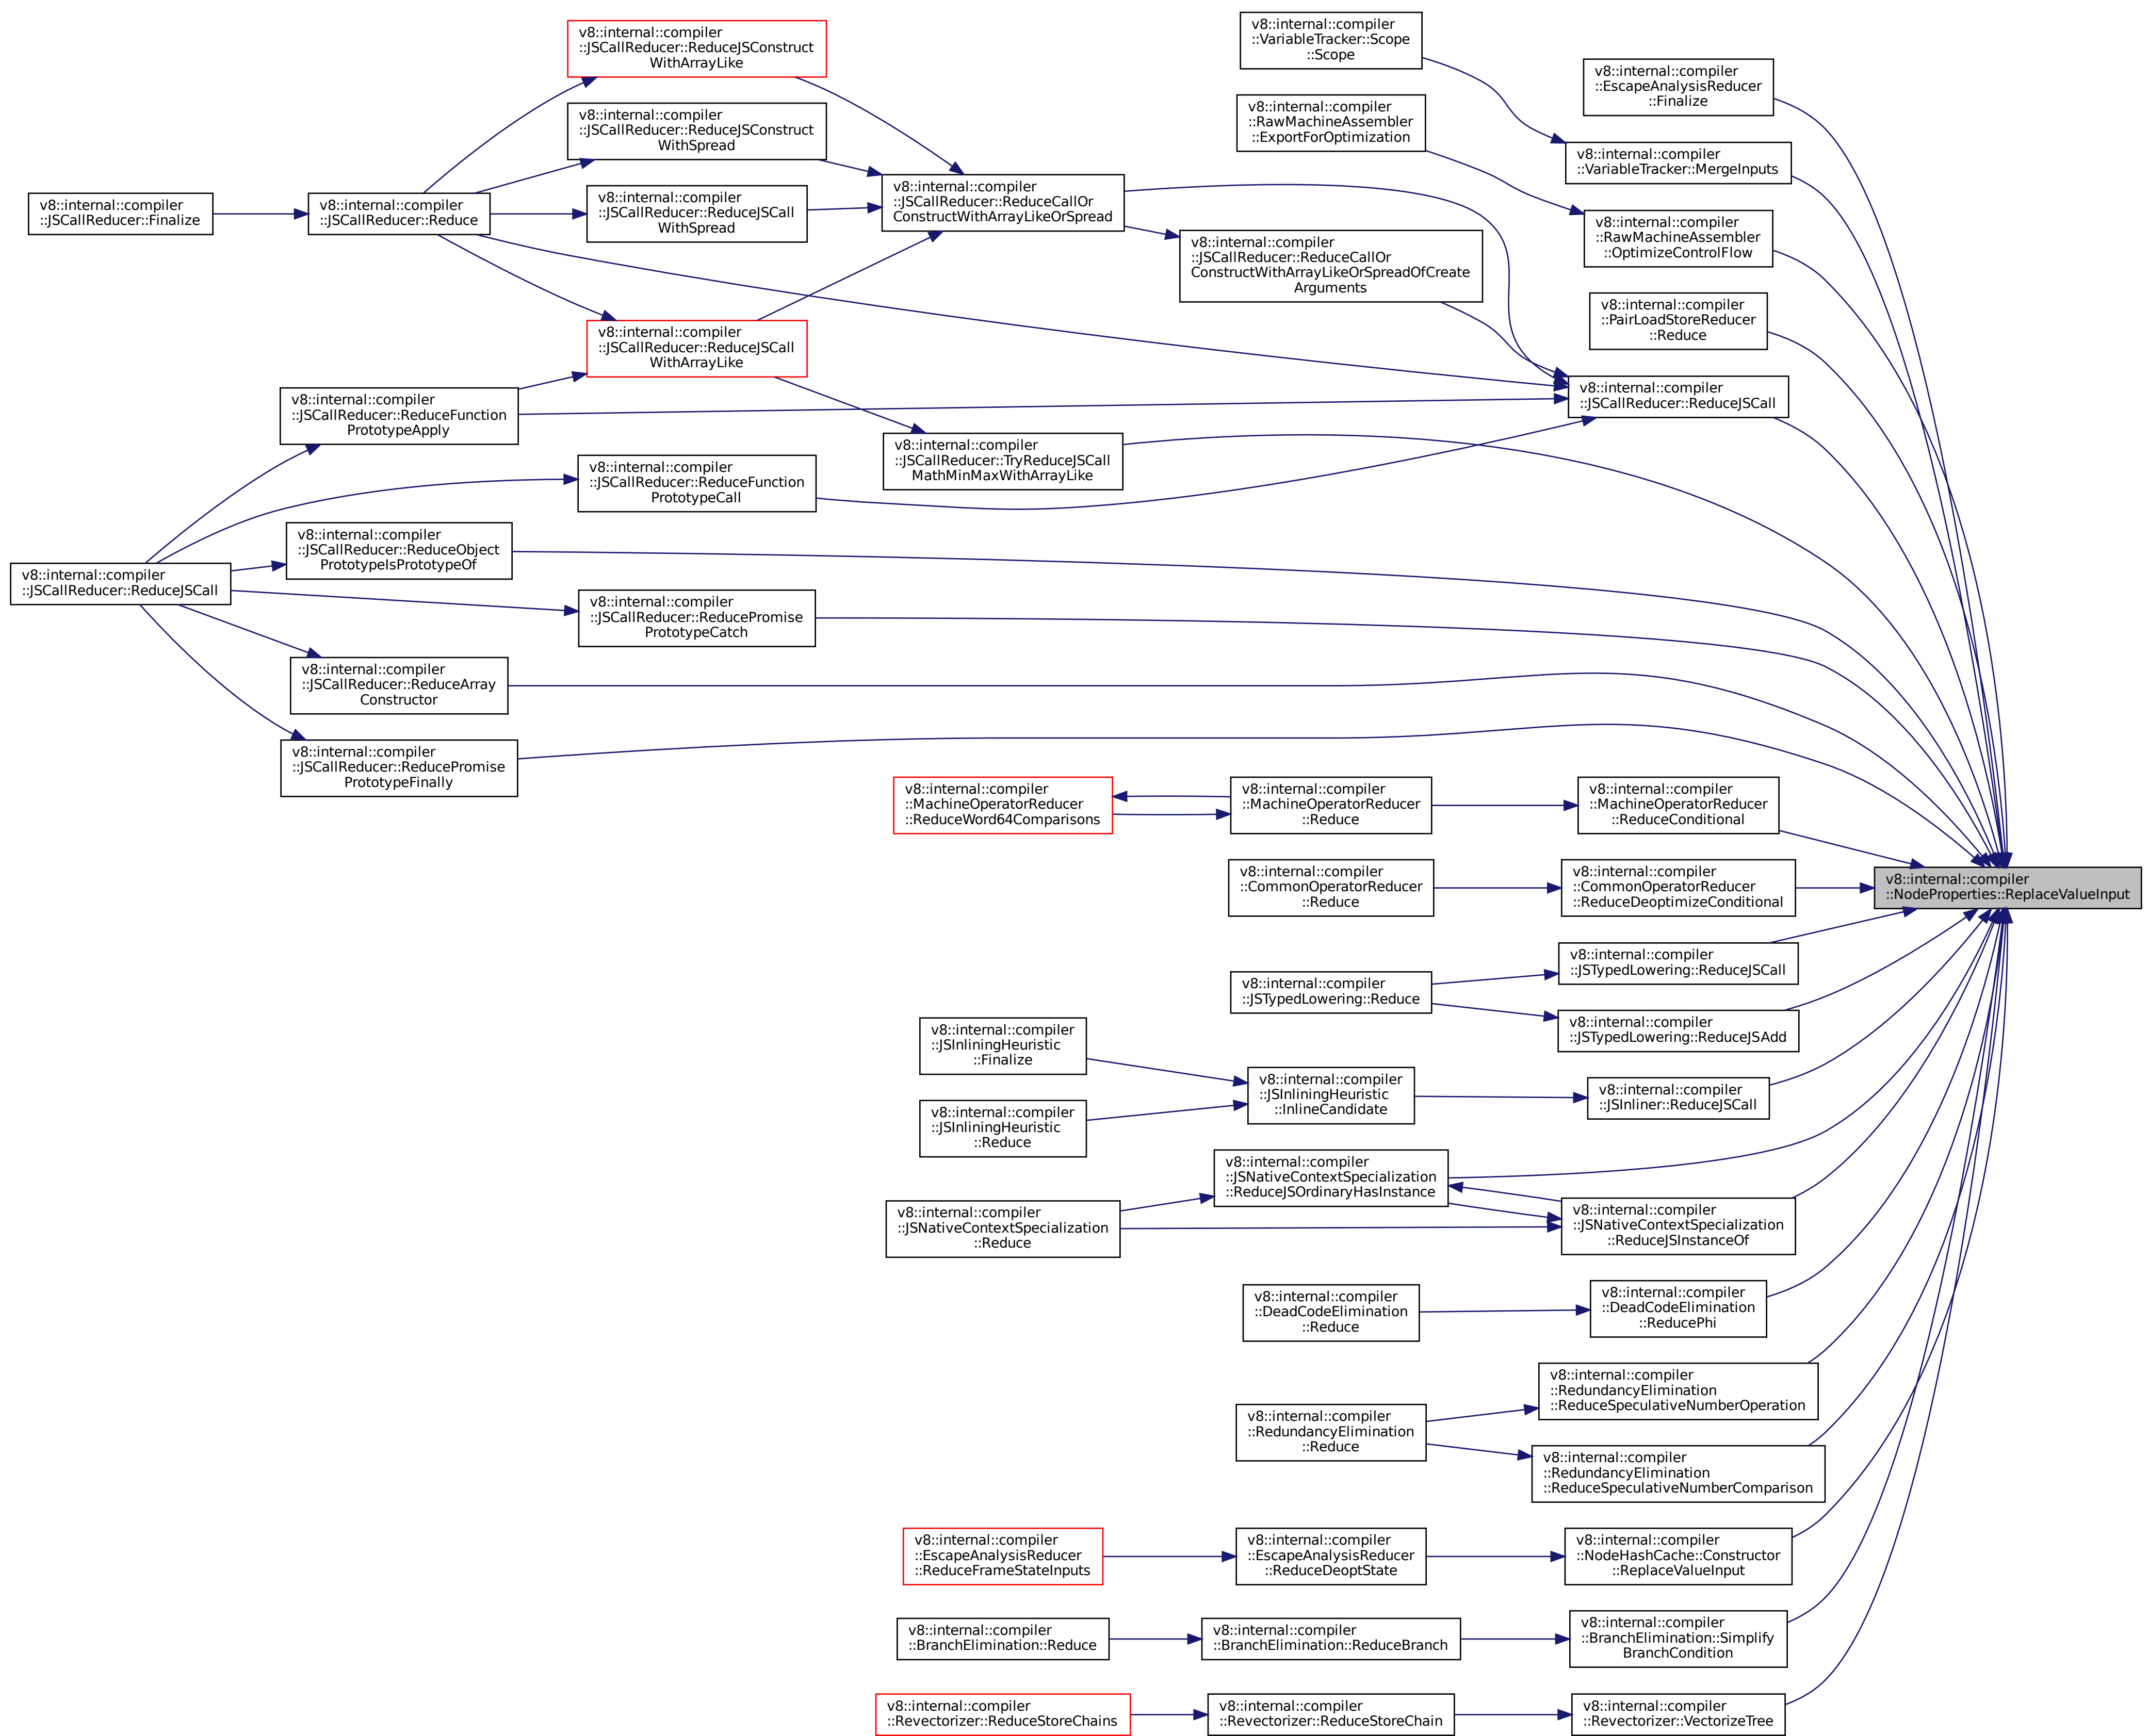 v8::internal::compiler
::JSCallReducer::ReduceJSConstruct
WithArrayLike
v8::internal::compiler
::JSCallReducer::ReduceJSConstruct
WithSpread
v8::internal::compiler
::JSCallReducer::Finalize
v8::internal::compiler
::JSCallReducer::Reduce
v8::internal::compiler
::JSCallReducer::ReduceJSCall
WithSpread
v8::internal::compiler
::JSCallReducer::ReduceCallOr
ConstructWithArrayLikeOrSpread
v8::internal::compiler
::JSCallReducer::ReduceCallOr
ConstructWithArrayLikeOrSpreadOfCreate
Arguments
v8::internal::compiler
::VariableTracker::Scope
::Scope
v8::internal::compiler
::RawMachineAssembler
::ExportForOptimization
v8::internal::compiler
::EscapeAnalysisReducer
::Finalize
v8::internal::compiler
::VariableTracker::MergeInputs
v8::internal::compiler
::RawMachineAssembler
::OptimizeControlFlow
v8::internal::compiler
::PairLoadStoreReducer
::Reduce
v8::internal::compiler
::JSCallReducer::ReduceJSCall
v8::internal::compiler
::JSCallReducer::ReduceJSCall
WithArrayLike
v8::internal::compiler
::JSCallReducer::ReduceFunction
PrototypeApply
v8::internal::compiler
::JSCallReducer::TryReduceJSCall
MathMinMaxWithArrayLike
v8::internal::compiler
::JSCallReducer::ReduceFunction
PrototypeCall
v8::internal::compiler
::JSCallReducer::ReduceObject
PrototypeIsPrototypeOf
v8::internal::compiler
::JSCallReducer::ReduceJSCall
v8::internal::compiler
::JSCallReducer::ReducePromise
PrototypeCatch
v8::internal::compiler
::JSCallReducer::ReduceArray
Constructor
v8::internal::compiler
::JSCallReducer::ReducePromise
PrototypeFinally
v8::internal::compiler
::MachineOperatorReducer
::ReduceWord64Comparisons
v8::internal::compiler
::MachineOperatorReducer
::Reduce
v8::internal::compiler
::MachineOperatorReducer
::ReduceConditional
v8::internal::compiler
::CommonOperatorReducer
::Reduce
v8::internal::compiler
::CommonOperatorReducer
::ReduceDeoptimizeConditional
v8::internal::compiler
::NodeProperties::ReplaceValueInput
v8::internal::compiler
::JSTypedLowering::Reduce
v8::internal::compiler
::JSTypedLowering::ReduceJSCall
v8::internal::compiler
::JSTypedLowering::ReduceJSAdd
v8::internal::compiler
::JSInliningHeuristic
::Finalize
v8::internal::compiler
::JSInliningHeuristic
::Reduce
v8::internal::compiler
::JSInliningHeuristic
::InlineCandidate
v8::internal::compiler
::JSInliner::ReduceJSCall
v8::internal::compiler
::JSNativeContextSpecialization
::Reduce
v8::internal::compiler
::JSNativeContextSpecialization
::ReduceJSOrdinaryHasInstance
v8::internal::compiler
::JSNativeContextSpecialization
::ReduceJSInstanceOf
v8::internal::compiler
::DeadCodeElimination
::Reduce
v8::internal::compiler
::DeadCodeElimination
::ReducePhi
v8::internal::compiler
::RedundancyElimination
::Reduce
v8::internal::compiler
::RedundancyElimination
::ReduceSpeculativeNumberOperation
v8::internal::compiler
::RedundancyElimination
::ReduceSpeculativeNumberComparison
v8::internal::compiler
::EscapeAnalysisReducer
::ReduceFrameStateInputs
v8::internal::compiler
::EscapeAnalysisReducer
::ReduceDeoptState
v8::internal::compiler
::NodeHashCache::Constructor
::ReplaceValueInput
v8::internal::compiler
::BranchElimination::Reduce
v8::internal::compiler
::BranchElimination::ReduceBranch
v8::internal::compiler
::BranchElimination::Simplify
BranchCondition
v8::internal::compiler
::Revectorizer::ReduceStoreChains
v8::internal::compiler
::Revectorizer::ReduceStoreChain
v8::internal::compiler
::Revectorizer::VectorizeTree